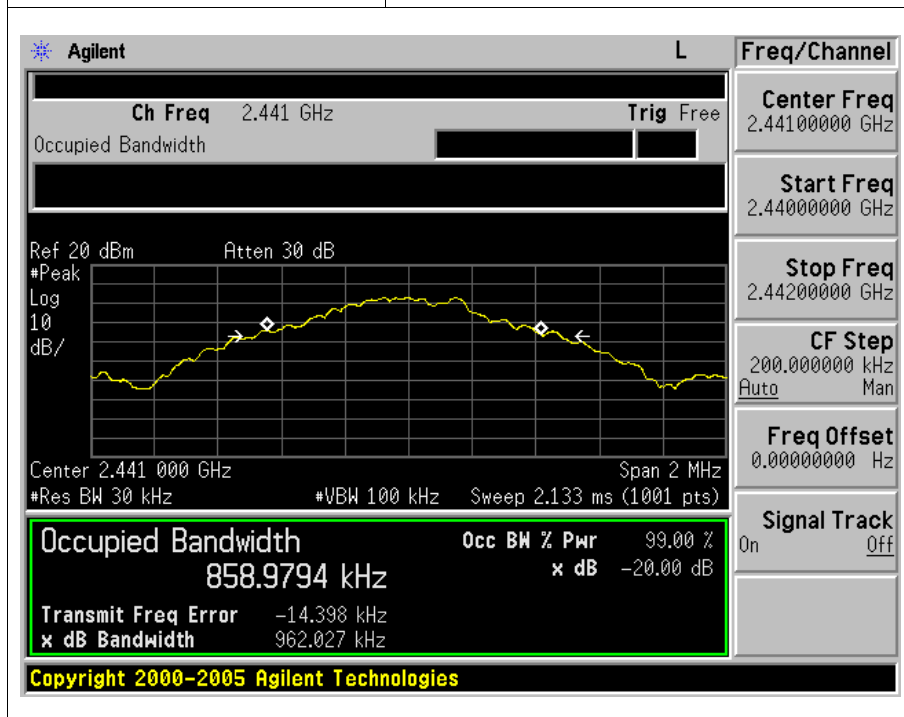 Agilent L
Freq/Channel
Ch Freq 2.441 GHz Trig Free
Occupied Bandwidth
Center Freq
2.44100000 GHz
Start Freq
2.44000000 GHz
Stop Freq
2.44200000 GHz
CF Step
200.000000 kHz
Auto Man
Freq Offset
0.00000000 Hz
Signal Track
On Off
Ref 20 dBm Atten 30 dB
#Peak
Log
10
dB/
Center 2.441 000 GHz Span 2 MHz
#Res BW 30 kHz #VBW 100 kHz Sweep 2.133 ms (1001 pts)
Occupied Bandwidth
858.9794 kHz
Occ BW % Pwr 99.00 %
x dB -20.00 dB
Transmit Freq Error -14.398 kHz
x dB Bandwidth 962.027 kHz
Copyright 2000-2005 Agilent Technologies